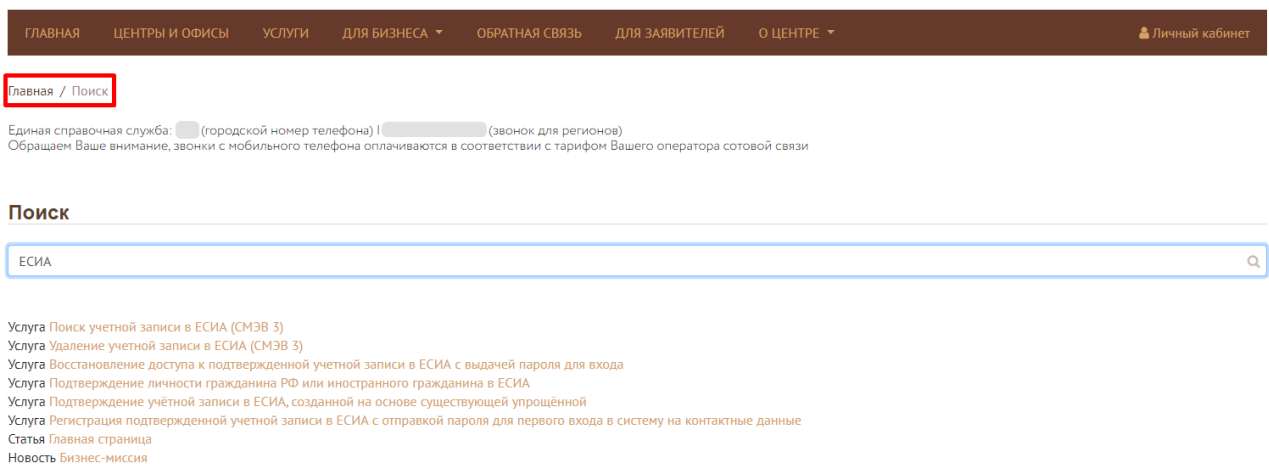 ГЛАВНАЯ ЦЕНТРЫ И ОФИСЫ УСЛУГИ ДЛЯ БИЗНЕСА ОБРАТНАЯ СВЯЗЬ ДЛЯ ЗАЯВИТЕЛЕЙ О ЦЕНТРЕ Личный кабинет
Главная / Поиск
Единая справочная служба: (городской номер телефона) | (звонок для регионов)
Обращаем Ваше внимание, звонки с мобильного телефона оплачиваются в соответствии с тарифом Вашего оператора сотовой связи
Поиск
ЕСИА
Услуга Поиск учетной записи в ЕСИА (СМЭВ 3)
Услуга Удаление учетной записи в ЕСИА (СМЭВ 3)
Услуга Восстановление доступа к подтвержденной учетной записи в ЕСИА с выдачей пароля для входа
Услуга Подтверждение личности гражданина РФ или иностранного гражданина в ЕСИА
Услуга Подтверждение учётной записи в ЕСИА, созданной на основе существующей упрощённой
Услуга Регистрация подтвержденной учетной записи в ЕСИА с отправкой пароля для первого входа в систему на контактные данные
Статья Главная страница
Новость Бизнес-миссия